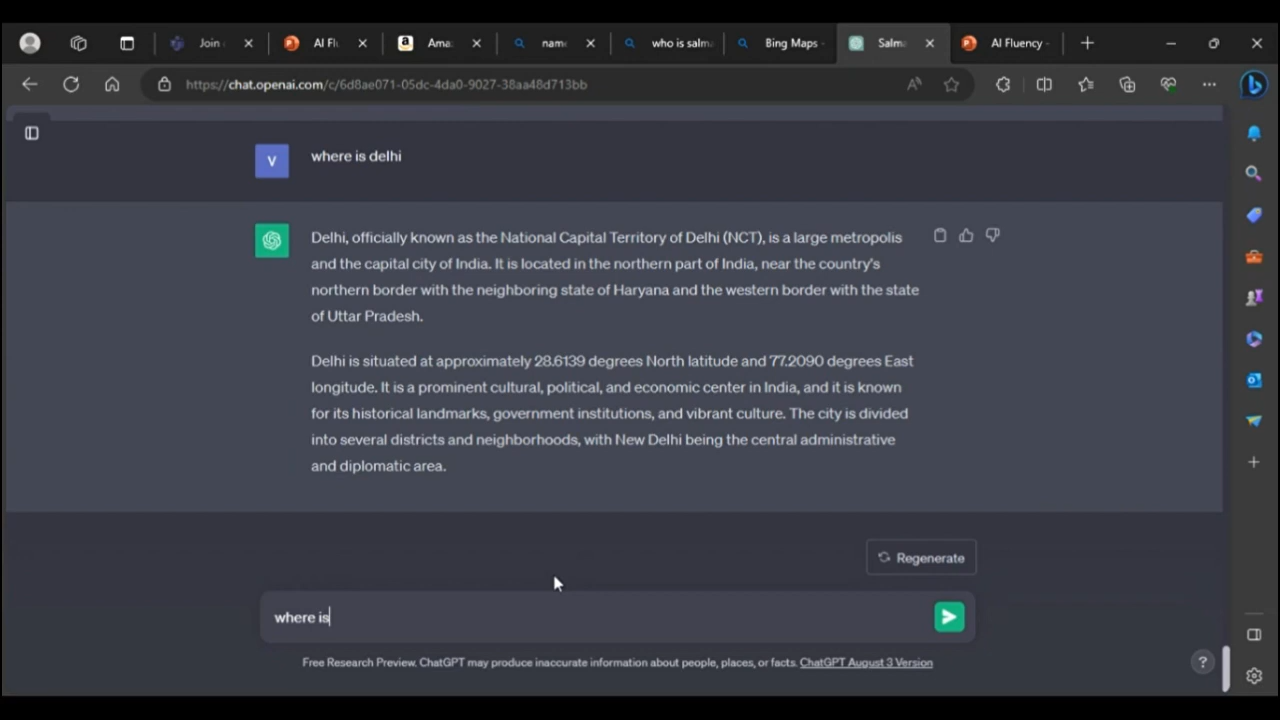 Join
AI Fl
Ama
nam
who is salm
Bing Maps
Salm
AI Fluency
https://chat.openai.com/c/6d8ae071-05dc-4da0-9027-38aa48d713bb
V
where is delhi
Delhi, officially known as the National Capital Territory of Delhi (NCT), is a large metropolis
and the capital city of India. It is located in the northern part of India, near the country's
northern border with the neighboring state of Haryana and the western border with the state
of Uttar Pradesh.
Delhi is situated at approximately 28.6139 degrees North latitude and 77.2090 degrees East
longitude. It is a prominent cultural, political, and economic center in India, and it is known
for its historical landmarks, government institutions, and vibrant culture. The city is divided
into several districts and neighborhoods, with New Delhi being the central administrative
and diplomatic area.
Regenerate
where is
Free Research Preview. ChatGPT may produce inaccurate information about people, places, or facts. ChatGPT August 3 Version